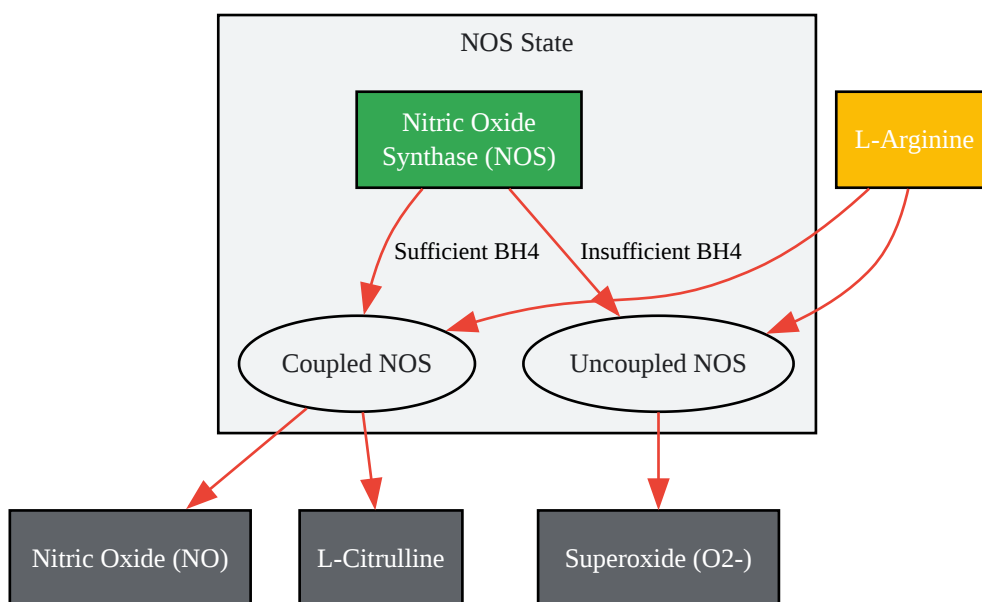 NOS State
Nitric Oxide
Synthase (NOS)
L-Arginine
Sufficient BH4
Insufficient BH4
Coupled NOS
Uncoupled NOS
Nitric Oxide (NO)
L-Citrulline
Superoxide (O2-)